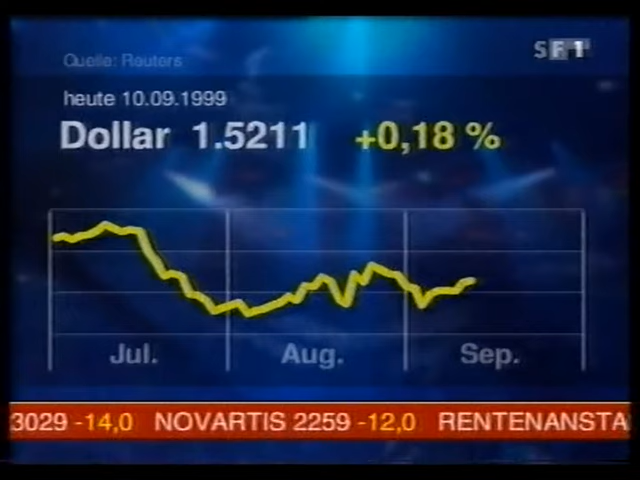 Quelle: Reuters
SF1
heute 10.09.1999
Dollar 1.5211 +0,18 %
Jul. Aug. Sep.
3029 -14,0 NOVARTIS 2259 -12,0 RENTENANSTA